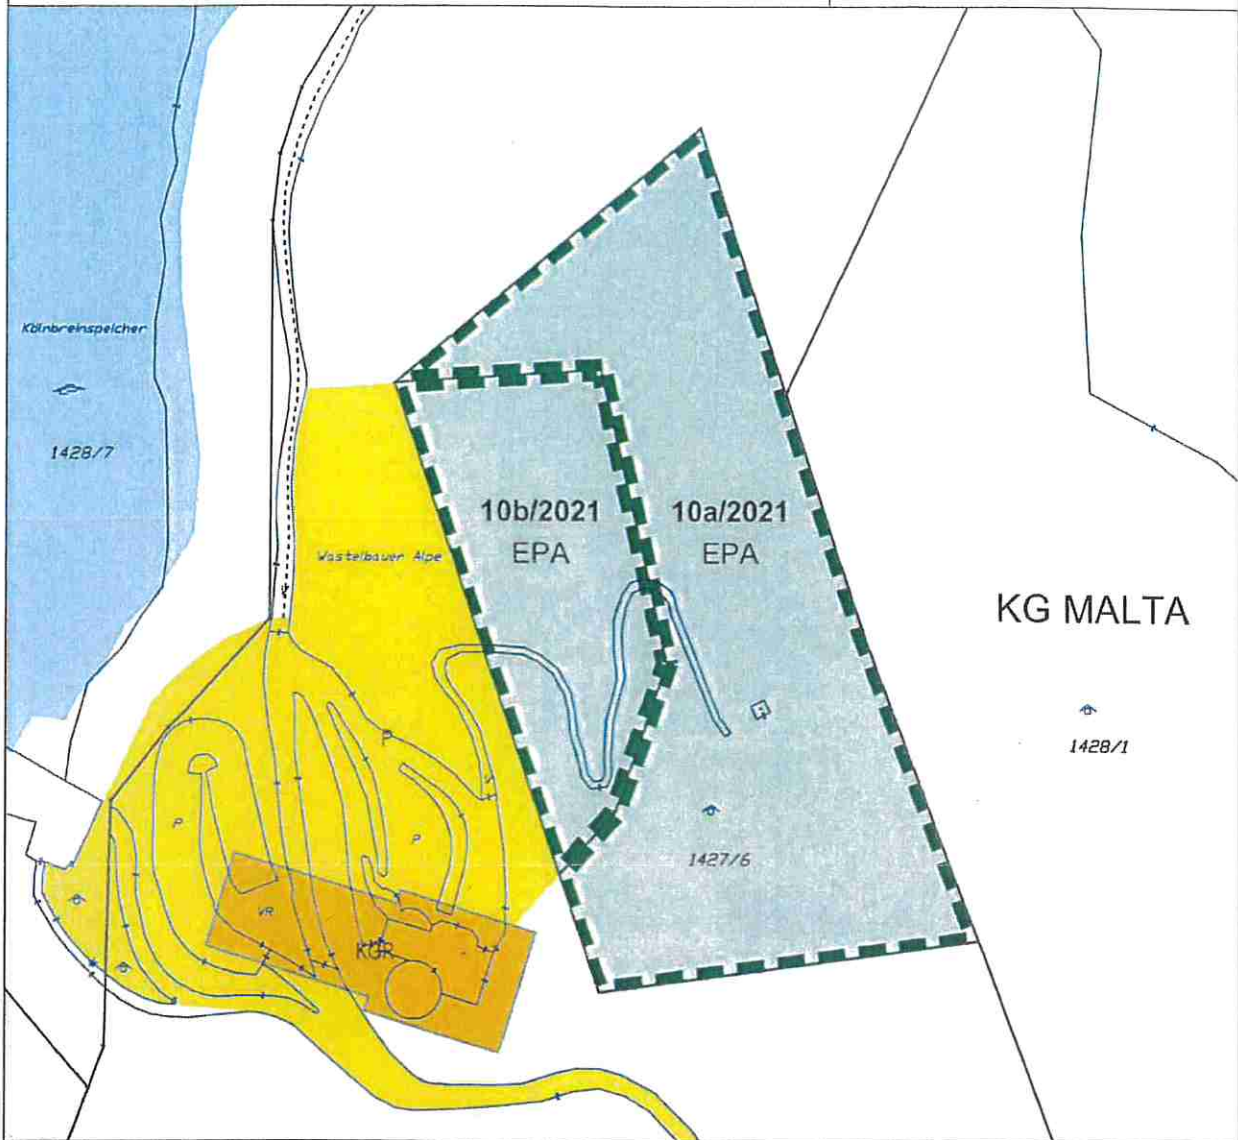 Kölnbreinspeicher
1428/7
Wastelbauer Alpe
10b/2021
EPA
10a/2021
EPA
KG MALTA
1428/1
1427/6
P
P
P
VR
KGR